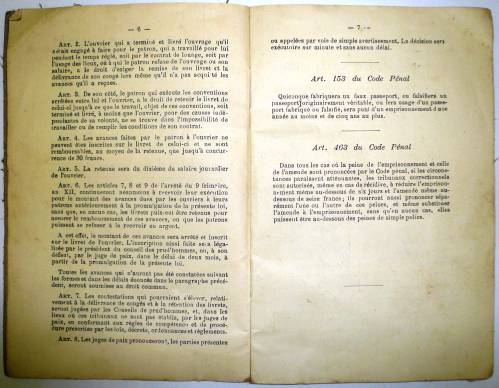 — 6 —
ART. 2. L'ouvrier qui a terminé et livré l'ouvrage qu'il
s'était engagé à faire pour le patron, qui a travaillé pour lui
pendant le temps réglé, soit par le contrat de louage, soit par
l'usage des lieux, ou à qui le patron refuse de l'ouvrage ou son
salaire, a le droit d'exiger la remise de son livret et la
délivrance de son congé lors même qu'il n'a pas acquitté les
avances qu'il a reçues.
ART. 3. De son côté, le patron qui exécute les conventions
arrêtées entre lui et l'ouvrier, a le droit de retenir le livret de
celui-ci jusqu'à ce que le travail, objet de ces conventions, soit
terminé et livré, à moins que l'ouvrier, pour des causes indé-
pendantes de sa volonté, ne se trouve dans l'impossibilité de
travailler ou de remplir les conditions de son contrat.
ART. 4. Les avances faites par le patron à l'ouvrier ne
peuvent être inscrites sur le livret de celui-ci et ne sont
remboursables, au moyen de la retenue, que jusqu'à concur-
rence de 30 francs.
ART. 5. La retenue sera du dixième du salaire journalier
de l'ouvrier.
ART. 6. Les articles 7, 8 et 9 de l'arrêté du 9 frimaire,
an XII, continueront néanmoins à recevoir leur exécution
pour le montant des avances dues par les ouvriers à leurs
patrons antérieurement à la promulgation de la présente loi,
sans que, en aucun cas, les livrets puissent être retenus pour
assurer le remboursement de ces avances, ou que les patrons
puissent se refuser à le recevoir en argent.
A cet effet, le montant de ces avances sera arrêté et inscrit
sur le livret de l'ouvrier. L'inscription ainsi faite sera léga-
lisée par le président du conseil des prud'hommes, ou, à son
défaut, par le juge de paix, dans le délai de deux mois, à
partir de la promulgation de la présente loi.
Toutes les avances qui n'auront pas été constatées suivant
les formes et dans les délais énoncés dans le paragraphe précé-
dent, seront soumises au droit commun.
ART. 7. Les contestations qui pourraient s'élever, relati-
vement à la délivrance de congés et à la rétention des livrets,
seront jugées par les Conseils de prud'hommes, et, dans les
lieux où ces tribunaux ne sont pas établis, par les juges de
paix, en conformant aux règles de compétence et de procé-
dure prescrites par les lois, décrets, ordonnances et règlements.
ART. 8. Les juges de paix prononceront, les parties présentes
— 7 —
ou appelées par voie de simple avertissement. La décision sera
exécutoire sur minute et sans aucun délai.
Art. 153 du Code Pénal
Quiconque fabriquera un faux passeport, ou falsifiera un
passeport originairement véritable, ou fera usage d'un passe-
port fabriqué ou falsifié, sera puni d'un emprisonnement d'une
année au moins et de cinq ans au plus.
Art. 463 du Code Pénal
Dans tous les cas où la peine de l'emprisonnement et celle
de l'amende sont prononcées par le Code pénal, si les circons-
tances paraissent atténuantes, les tribunaux correctionnels
sont autorisés, même en cas de récidive, à réduire l'emprison-
nement même au-dessous de six jours et l'amende même au-
dessous de seize francs ; ils pourront aussi prononcer sépa-
rément l'une ou l'autre de ces peines, et même substituer
l'amende à l'emprisonnement, sans qu'en aucun cas, elles
puissent être au-dessous des peines de simple police.